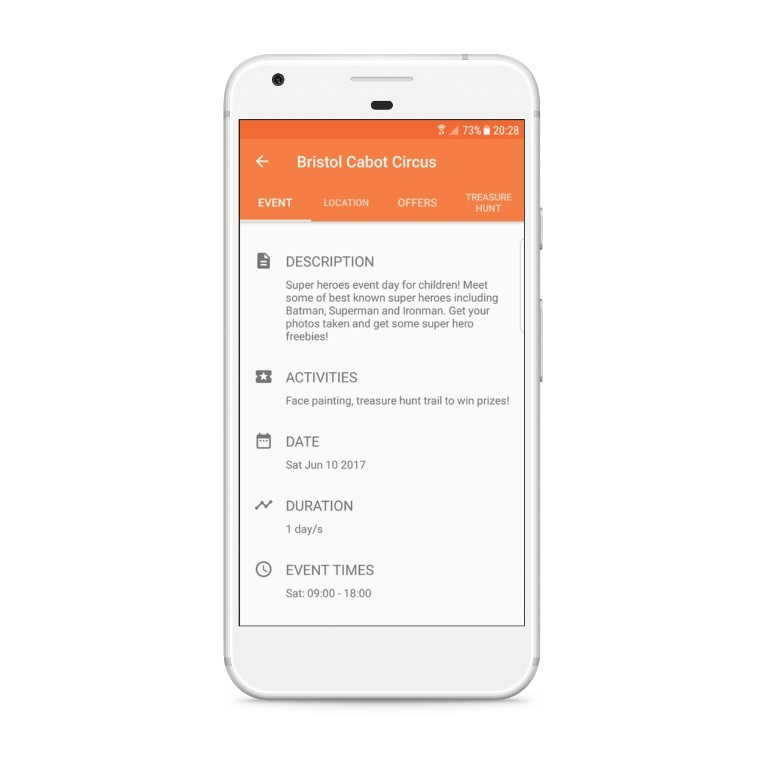 73% 20:28
Bristol Cabot Circus
EVENT LOCATION OFFERS TREASURE HUNT
DESCRIPTION
Super heroes event day for children! Meet
some of best known super heroes including
Batman, Superman and Ironman. Get your
photos taken and get some super hero
freebies!
ACTIVITIES
Face painting, treasure hunt trail to win prizes!
DATE
Sat Jun 10 2017
DURATION
1 day/s
EVENT TIMES
Sat: 09:00 - 18:00